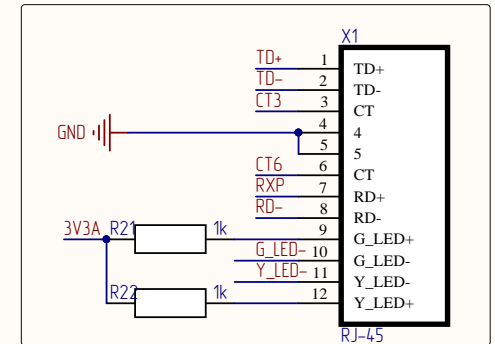 X1
TD+ 1 TD+
TD- 2 TD-
CT3 3 CT
GND 4 4
5 5
CT6 6 CT
RXP 7 RD+
RD- 8 RD-
3V3A R21 1k 9 G_LED+
G_LED- 10 G_LED-
Y_LED- 11 Y_LED-
R22 1k 12 Y_LED+
RJ-45